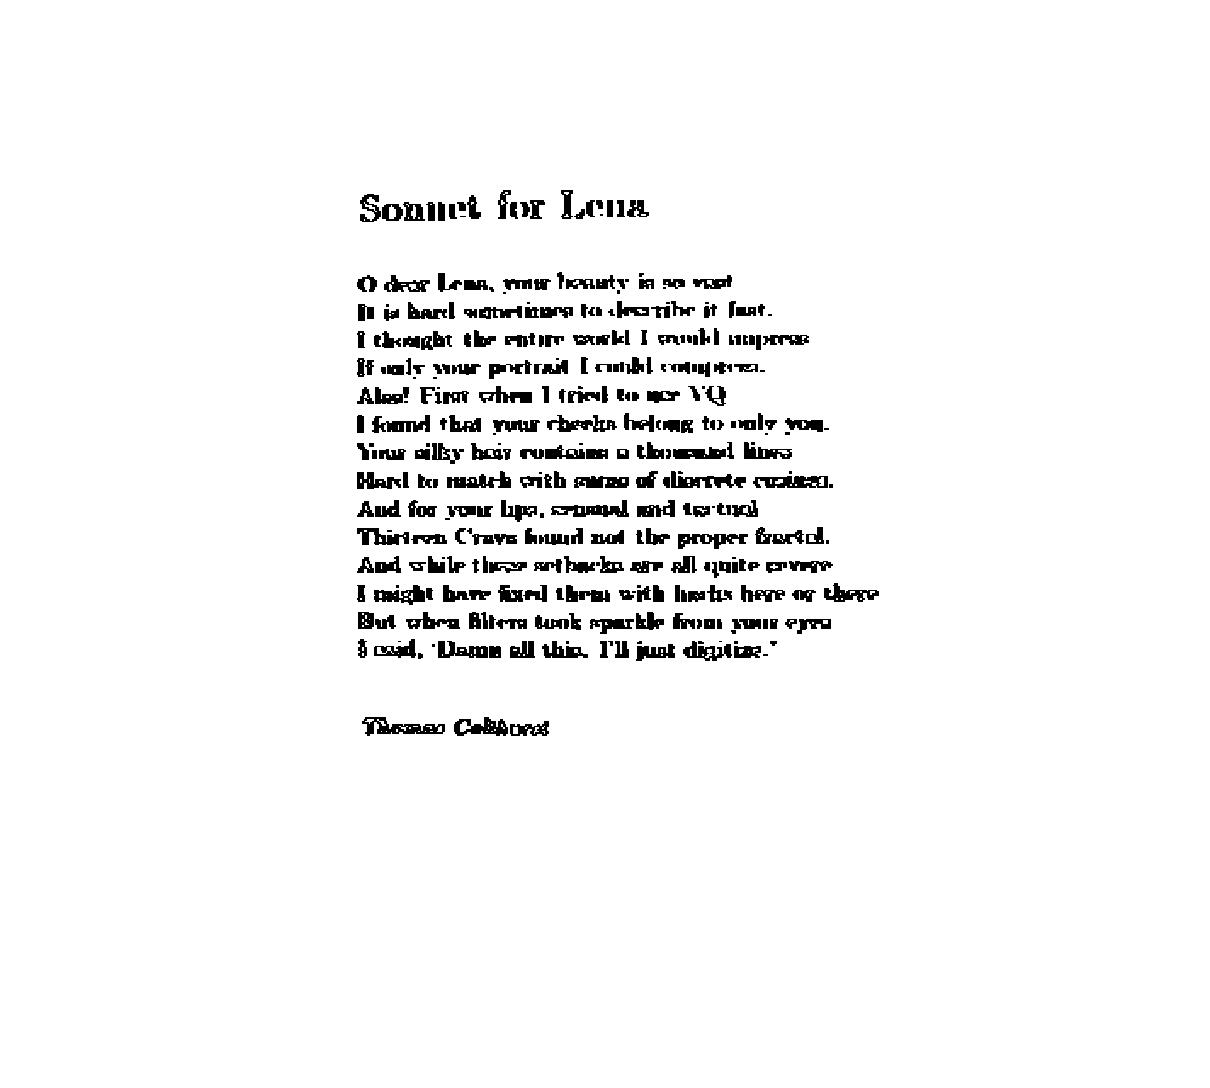 Sonnet for Lena
O dear Lena, your beauty is so vast
It is hard sometimes to describe it fast.
I thought the entire world I would impress
If only your portrait I could compress.
Alas! First when I tried to use VQ
I found that your cheeks belong to only you.
Your silky hair contains a thousand lines
Hard to match with sums of discrete cosines.
And for your lips, sensual and tactual
Thirteen Crays found not the proper fractal.
And while these setbacks are all quite severe
I might have fixed them with hacks here or there
But when filters took sparkle from your eyes
I said, 'Damn all this. I'll just digitize.'
Thomas Colthurst